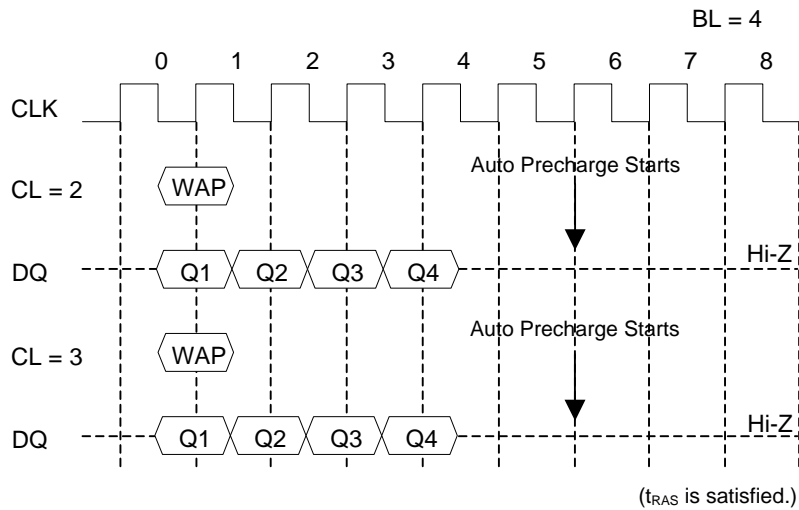 BL = 4
0 1 2 3 4 5 6 7 8
CLK
Auto Precharge Starts
CL = 2 WAP
Hi-Z
DQ Q1 Q2 Q3 Q4
Auto Precharge Starts
CL = 3 WAP
Hi-Z
DQ Q1 Q2 Q3 Q4
(tRAS is satisfied.)